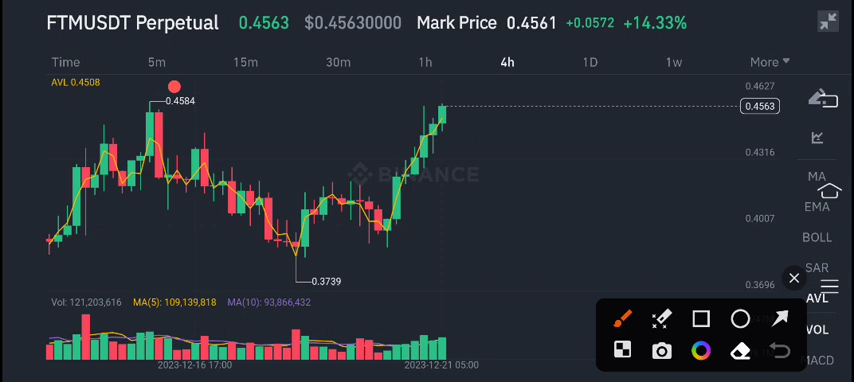 FTMUSDT Perpetual 0.4563 $0.45630000 Mark Price 0.4561 +0.0572 +14.33%
Time 5m 15m 30m 1h 4h 1D 1w More
AVL 0.4508
0.4627
0.4584
0.4563
0.4316
BINANCE
MA
EMA
0.4007
BOLL
SAR
0.3739
0.3696
AVL
Vol: 121,203,616 MA(5): 109,139,818 MA(10): 93,866,432
VOL
MACD
2023-12-16 17:00 2023-12-21 05:00